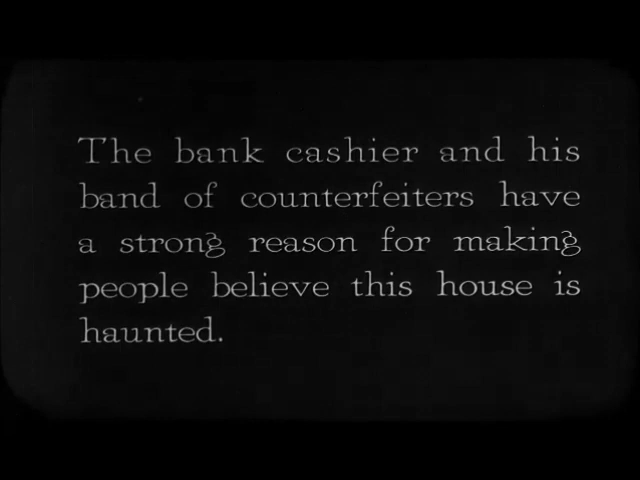 The bank cashier and his
band of counterfeiters have
a strong reason for making
people believe this house is
haunted.